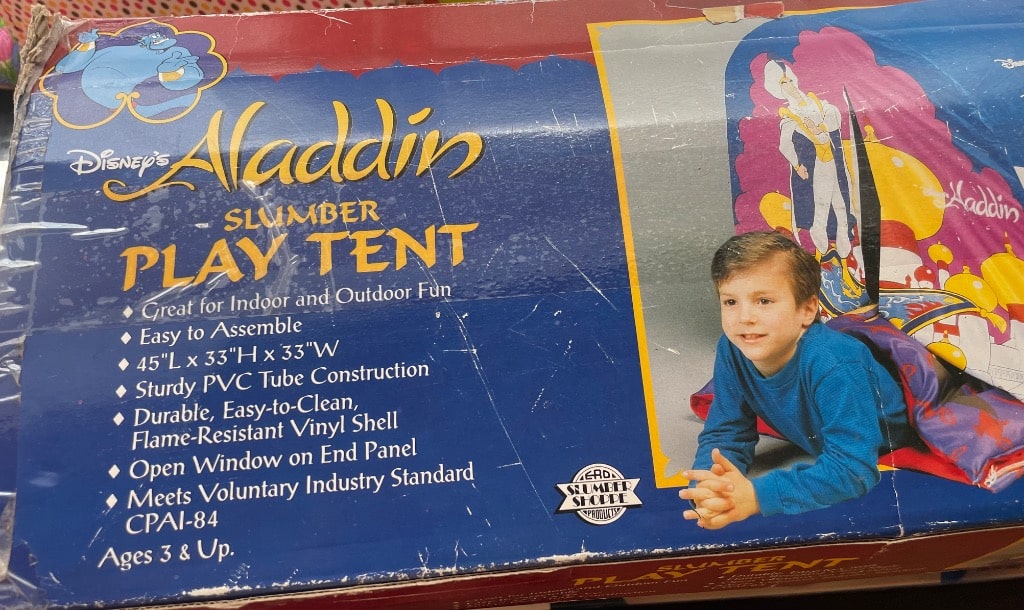 Disney's Aladdin
SLUMBER
PLAY TENT
♦ Great for Indoor and Outdoor Fun
♦ Easy to Assemble
♦ 45"L x 33"H x 33"W
♦ Sturdy PVC Tube Construction
♦ Durable, Easy-to-Clean,
Flame-Resistant Vinyl Shell
♦ Open Window on End Panel
♦ Meets Voluntary Industry Standard
CPAI-84
Ages 3 & Up.
Aladdin
ERO
SLUMBER
SHOPPE
PRODUCTS
SLUMBER
PLAY TENT